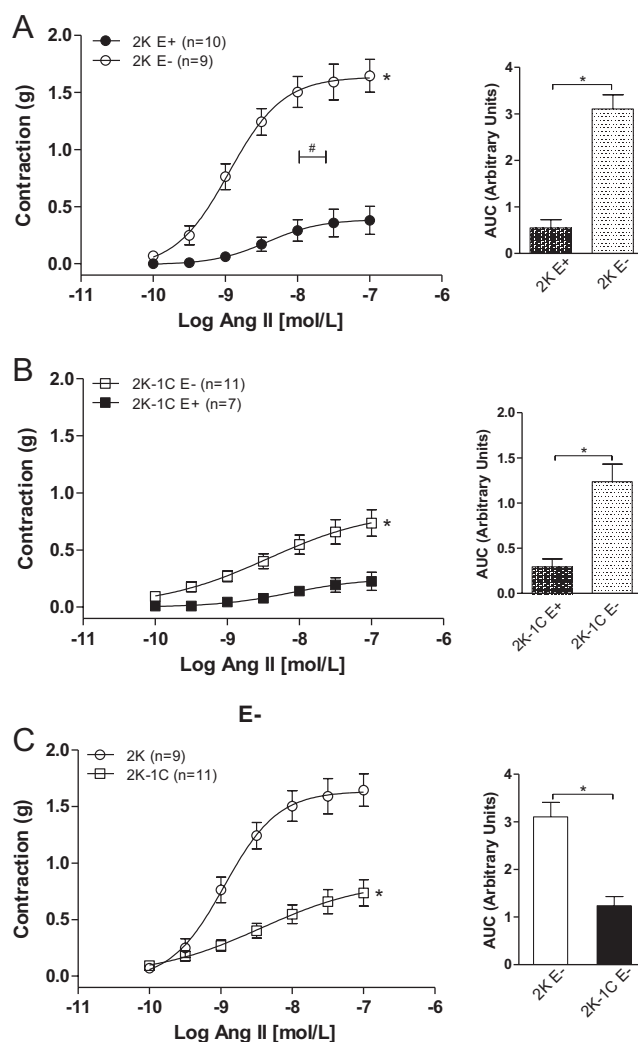 A
2K E+ (n=10)
2K E- (n=9)
Contraction (g)
2.0
1.5
1.0
0.5
0.0
*
#
-11 -10 -9 -8 -7 -6
Log Ang II [mol/L]
AUC (Arbitrary Units)
4
3
2
1
0
*
2K E+
2K E-
B
2K-1C E- (n=11)
2K-1C E+ (n=7)
Contraction (g)
2.0
1.5
1.0
0.5
0.0
*
-11 -10 -9 -8 -7 -6
Log Ang II [mol/L]
AUC (Arbitrary Units)
2.0
1.5
1.0
0.5
0.0
*
2K-1C E+
2K-1C E-
E-
C
2K (n=9)
2K-1C (n=11)
Contraction (g)
2.0
1.5
1.0
0.5
0.0
*
-11 -10 -9 -8 -7 -6
Log Ang II [mol/L]
AUC (Arbitrary Units)
4
3
2
1
0
*
2K E-
2K-1C E-